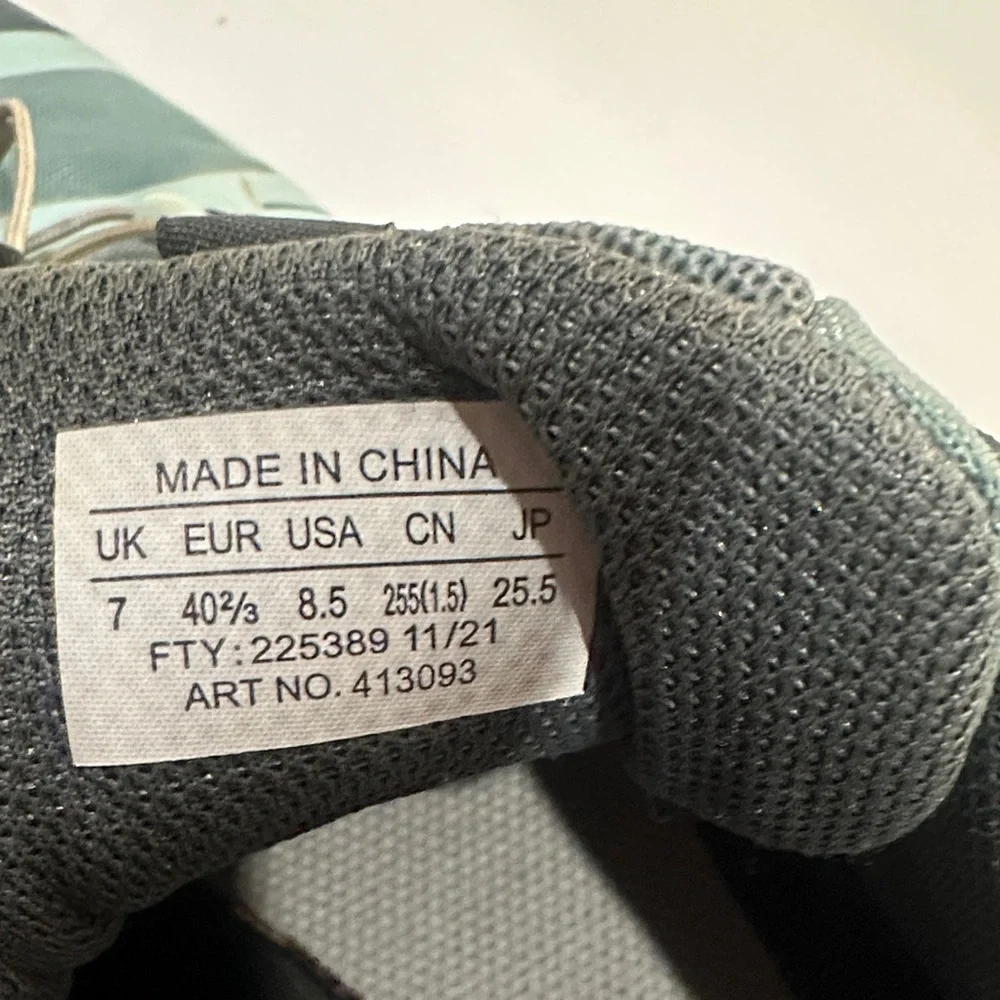 MADE IN CHINA
UK EUR USA CN JP
7 40⅔ 8.5 255(1.5) 25.5
FTY: 225389 11/21
ART NO. 413093